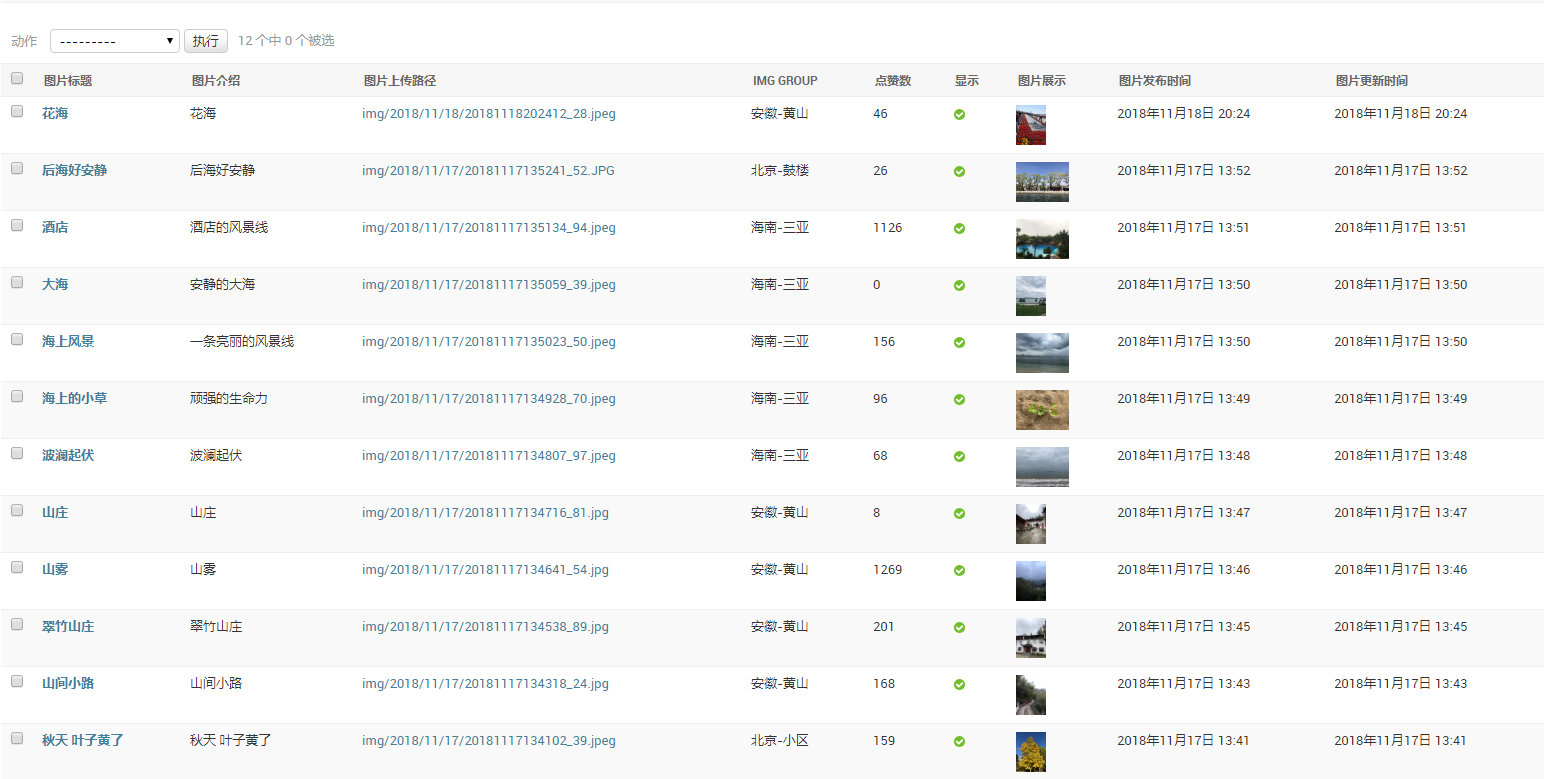 动作 --------- 执行 12 个中 0 个被选
图片标题 图片介绍 图片上传路径 IMG GROUP 点赞数 显示 图片展示 图片发布时间 图片更新时间
花海 花海 img/2018/11/18/20181118202412_28.jpeg 安徽-黄山 46 2018年11月18日 20:24 2018年11月18日 20:24
后海好安静 后海好安静 img/2018/11/17/20181117135241_52.JPG 北京-鼓楼 26 2018年11月17日 13:52 2018年11月17日 13:52
酒店 酒店的风景线 img/2018/11/17/20181117135134_94.jpeg 海南-三亚 1126 2018年11月17日 13:51 2018年11月17日 13:51
大海 安静的大海 img/2018/11/17/20181117135059_39.jpeg 海南-三亚 0 2018年11月17日 13:50 2018年11月17日 13:50
海上风景 一条亮丽的风景线 img/2018/11/17/20181117135023_50.jpeg 海南-三亚 156 2018年11月17日 13:50 2018年11月17日 13:50
海上的小草 顽强的生命力 img/2018/11/17/20181117134928_70.jpeg 海南-三亚 96 2018年11月17日 13:49 2018年11月17日 13:49
波澜起伏 波澜起伏 img/2018/11/17/20181117134807_97.jpeg 海南-三亚 68 2018年11月17日 13:48 2018年11月17日 13:48
山庄 山庄 img/2018/11/17/20181117134716_81.jpg 安徽-黄山 8 2018年11月17日 13:47 2018年11月17日 13:47
山雾 山雾 img/2018/11/17/20181117134641_54.jpg 安徽-黄山 1269 2018年11月17日 13:46 2018年11月17日 13:46
翠竹山庄 翠竹山庄 img/2018/11/17/20181117134538_89.jpg 安徽-黄山 201 2018年11月17日 13:45 2018年11月17日 13:45
山间小路 山间小路 img/2018/11/17/20181117134318_24.jpg 安徽-黄山 168 2018年11月17日 13:43 2018年11月17日 13:43
秋天 叶子黄了 秋天 叶子黄了 img/2018/11/17/20181117134102_39.jpeg 北京-小区 159 2018年11月17日 13:41 2018年11月17日 13:41